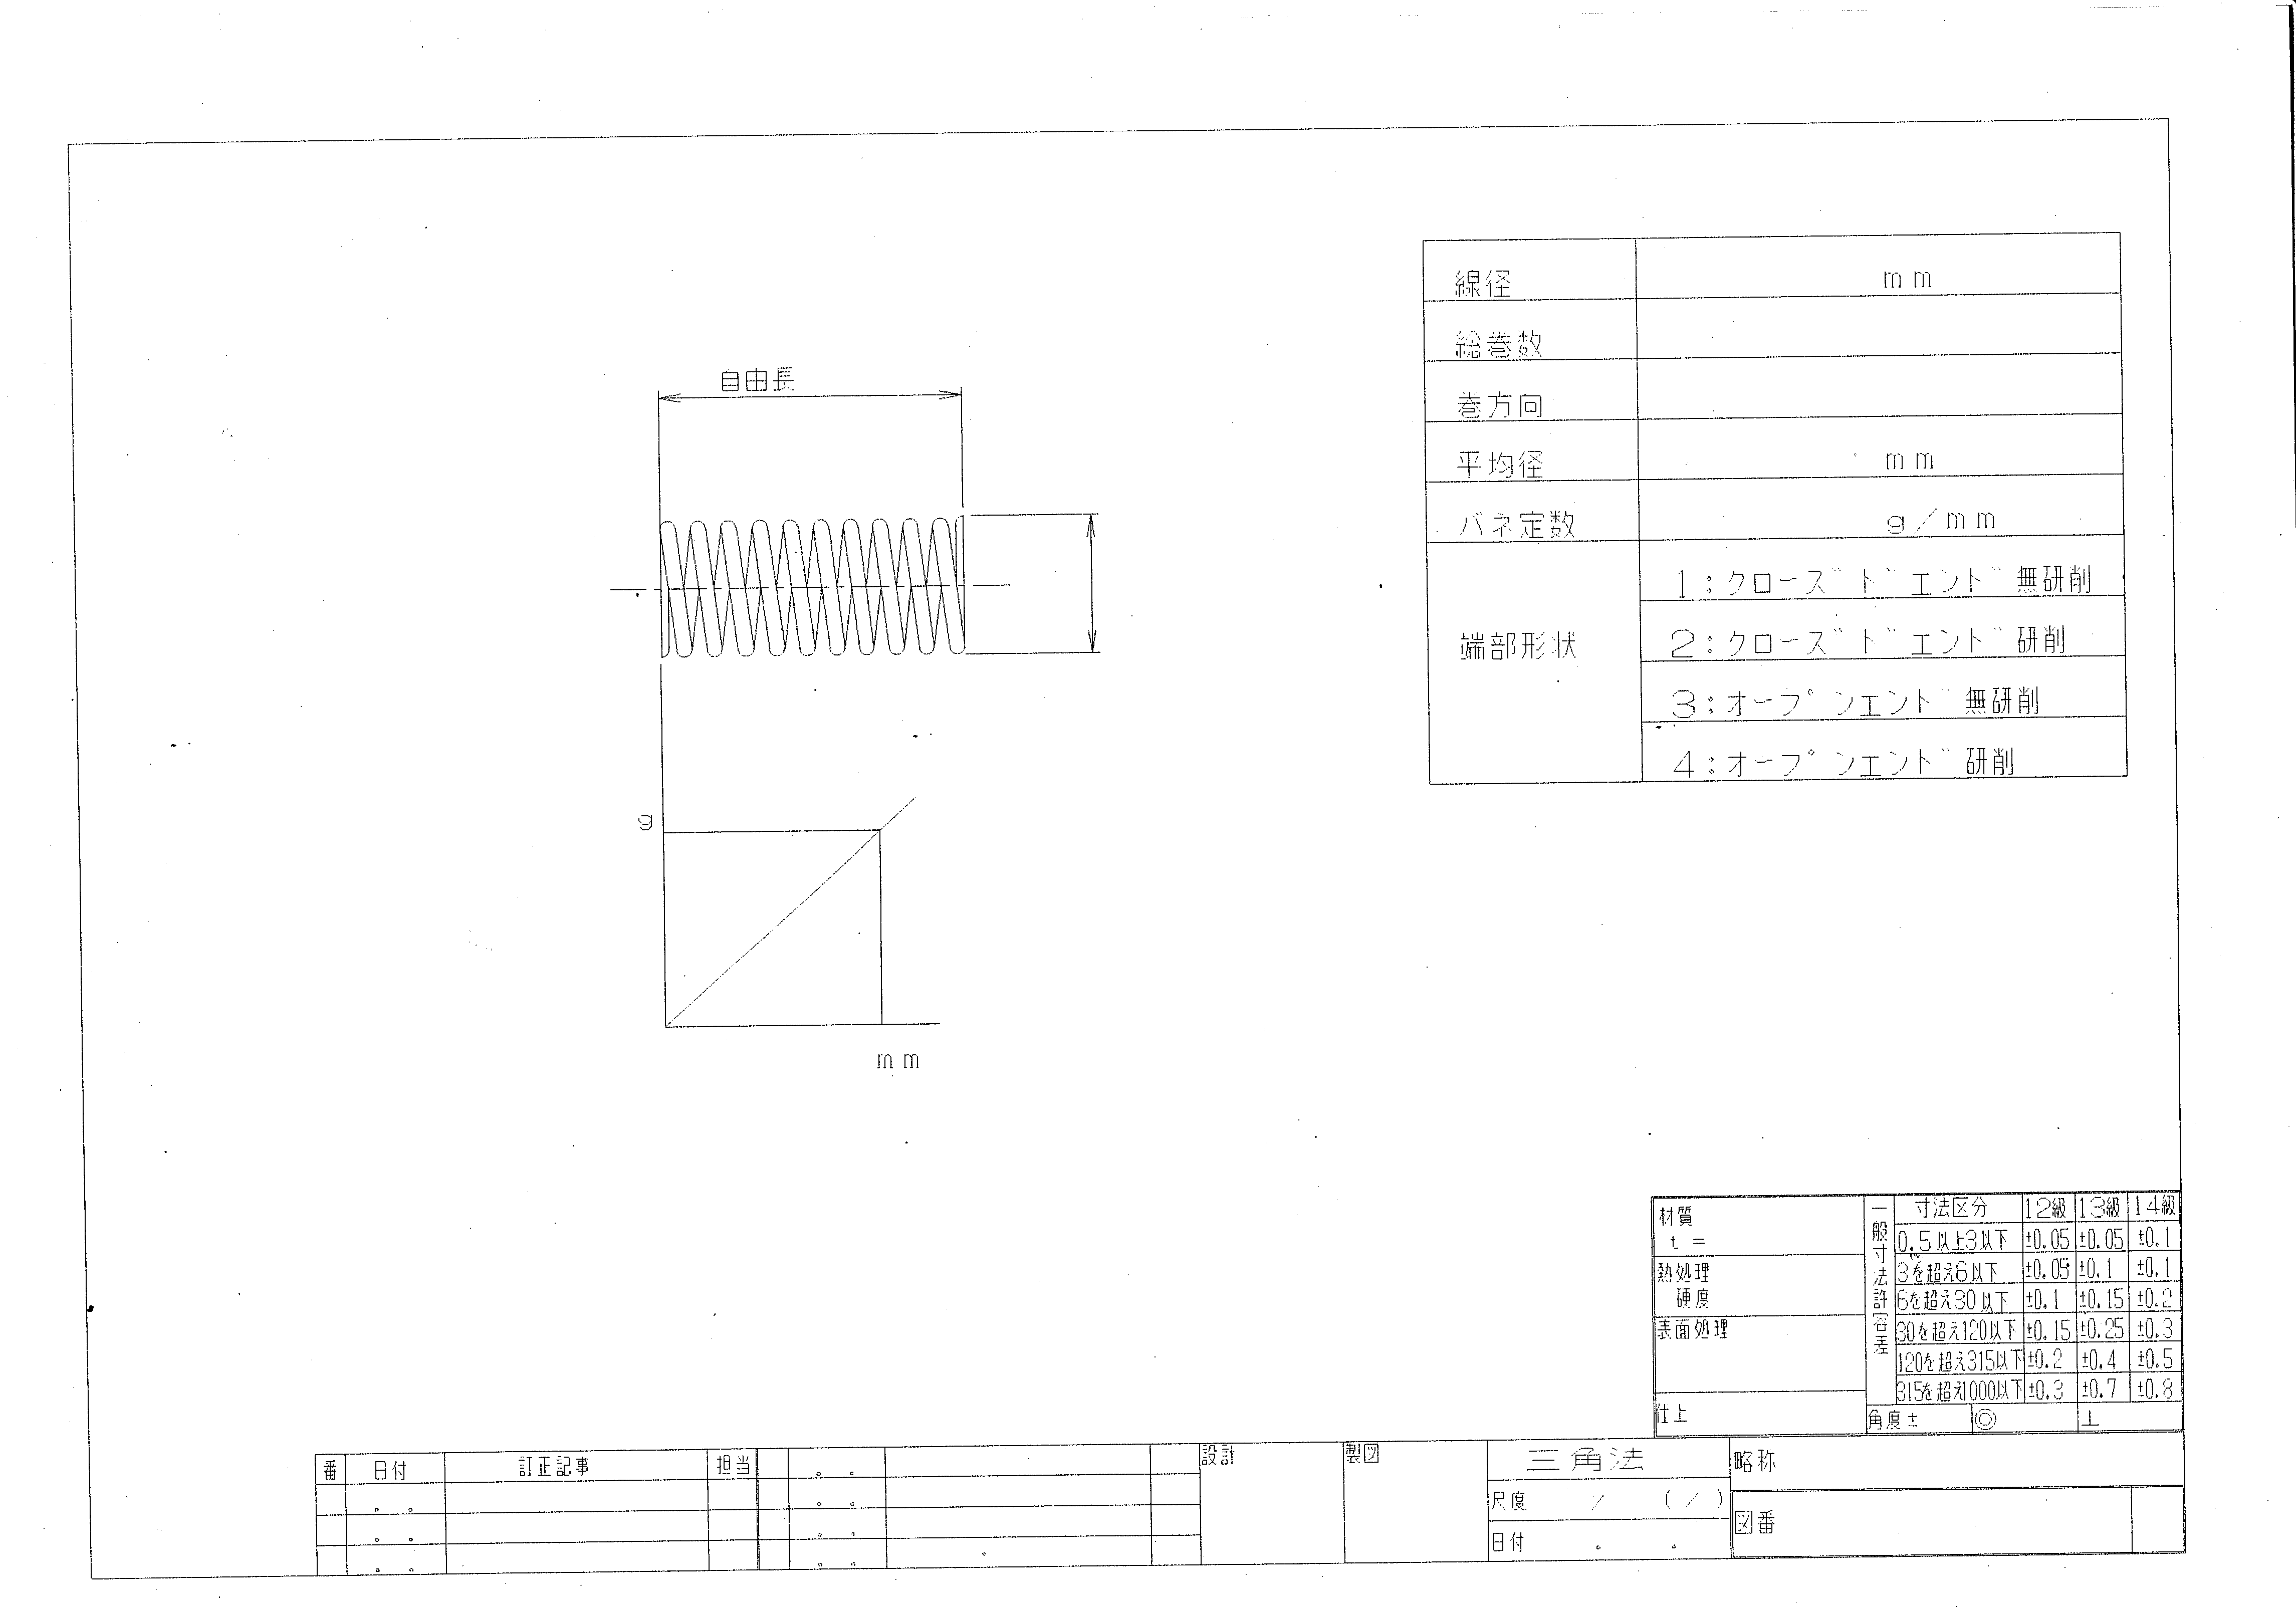 自由長
線径 mm
総巻数
巻方向
平均径 mm
バネ定数 g/mm
端部形状
1:クローズドエンド無研削
2:クローズドエンド研削
3:オープンエンド無研削
4:オープンエンド研削
g
mm
材質
t =
熱処理
硬度
表面処理
仕上
一般寸法許容差
寸法区分 12級 13級 14級
0.5以上3以下 ±0.05 ±0.05 ±0.1
3を超え6以下 ±0.05 ±0.1 ±0.1
6を超え30以下 ±0.1 ±0.15 ±0.2
30を超え120以下 ±0.15 ±0.25 ±0.3
120を超え315以下 ±0.2 ±0.4 ±0.5
315を超え1000以下 ±0.3 ±0.7 ±0.8
角度± ◎ ⊥
番 日付 訂正記事 担当
設計
製図
三角法
尺度 / ( / )
日付 . .
略称
図番